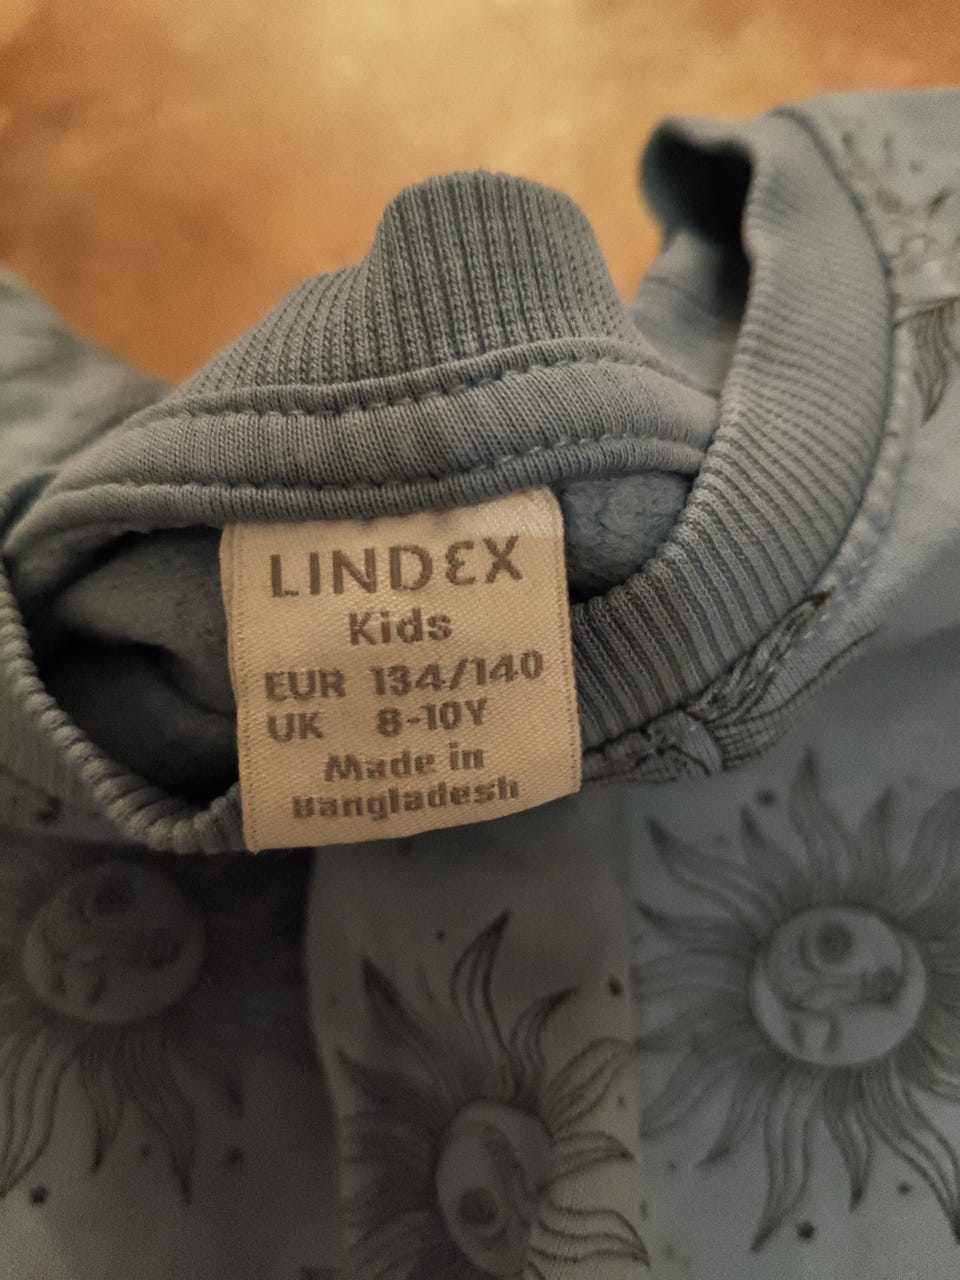 LINDEX
Kids
EUR 134/140
UK 8-10Y
Made in
Bangladesh